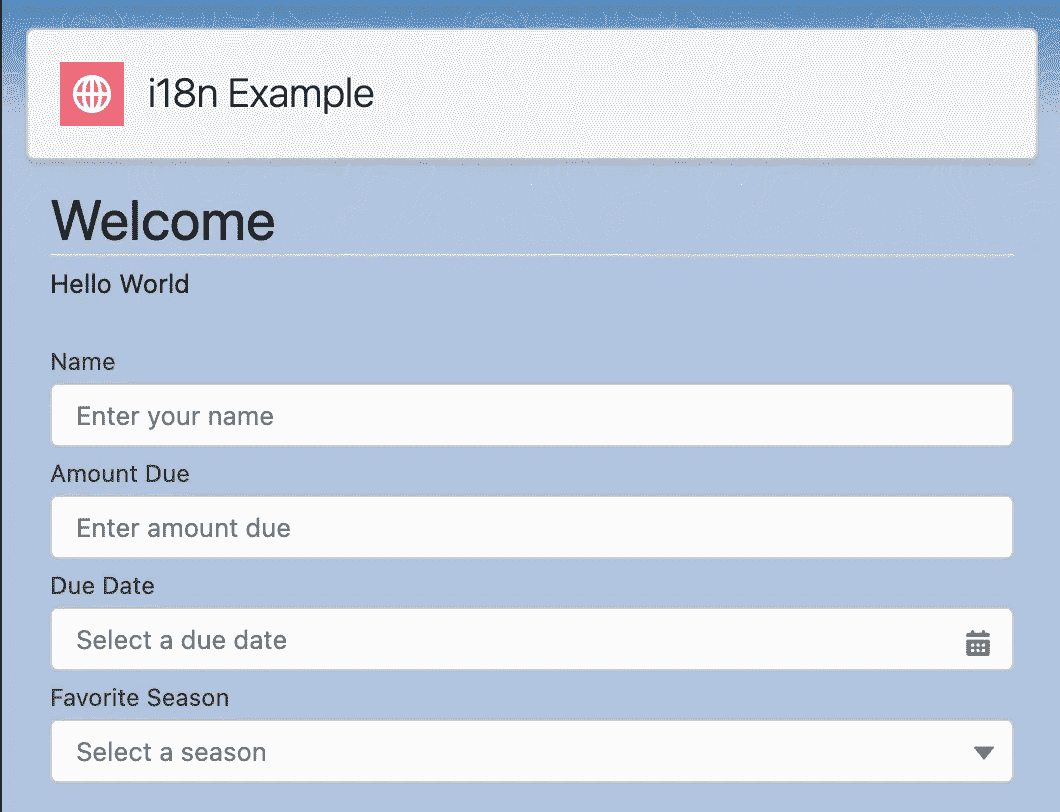 i18n Example
Welcome
Hello World
Name
Enter your name
Amount Due
Enter amount due
Due Date
Select a due date
Favorite Season
Select a season